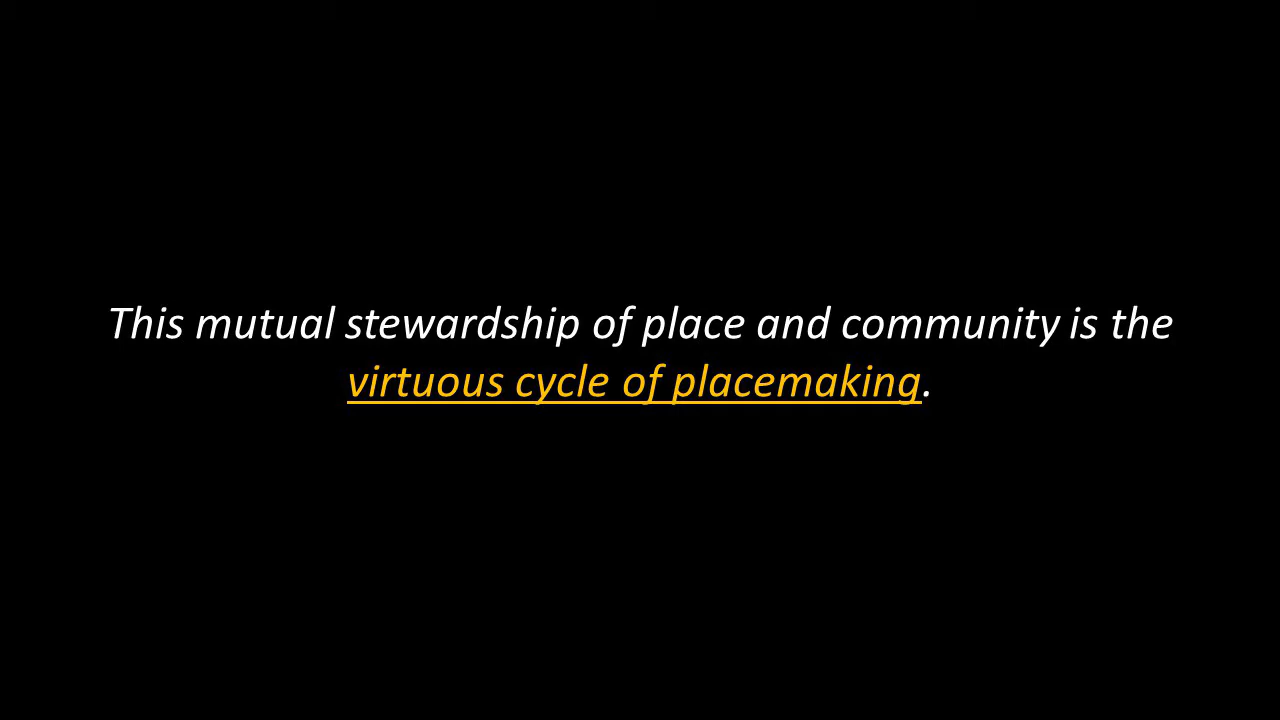 This mutual stewardship of place and community is the
virtuous cycle of placemaking.